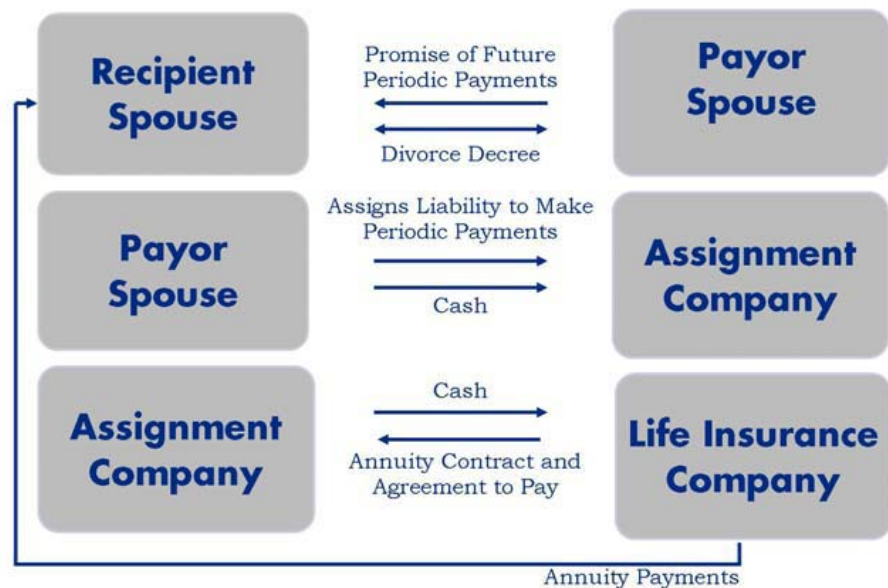 Recipient
Spouse
Promise of Future
Periodic Payments
Divorce Decree
Payor
Spouse
Payor
Spouse
Assigns Liability to Make
Periodic Payments
Cash
Assignment
Company
Assignment
Company
Cash
Annuity Contract and
Agreement to Pay
Life Insurance
Company
Annuity Payments